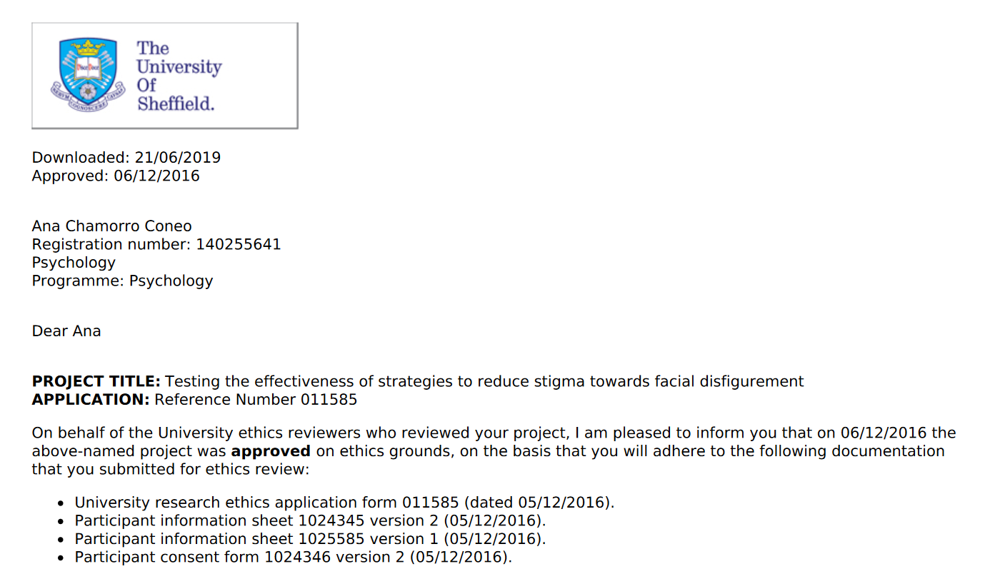 The
University
Of
Sheffield.
Disce Doce
RERVM
COGNOSCERE
CAVSAS
Downloaded: 21/06/2019
Approved: 06/12/2016
Ana Chamorro Coneo
Registration number: 140255641
Psychology
Programme: Psychology
Dear Ana
PROJECT TITLE: Testing the effectiveness of strategies to reduce stigma towards facial disfigurement
APPLICATION: Reference Number 011585
On behalf of the University ethics reviewers who reviewed your project, I am pleased to inform you that on 06/12/2016 the
above-named project was approved on ethics grounds, on the basis that you will adhere to the following documentation
that you submitted for ethics review:
• University research ethics application form 011585 (dated 05/12/2016).
• Participant information sheet 1024345 version 2 (05/12/2016).
• Participant information sheet 1025585 version 1 (05/12/2016).
• Participant consent form 1024346 version 2 (05/12/2016).